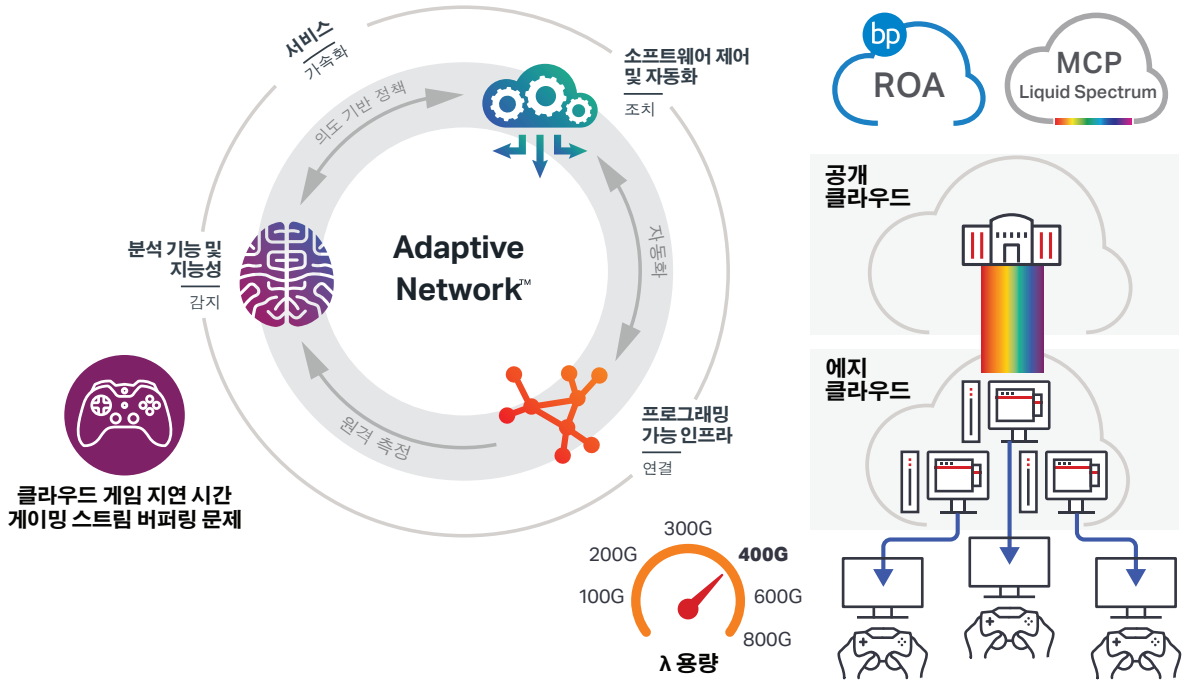 서비스
가속화
의도 기반 정책
소프트웨어 제어
및 자동화
조치
자동화
분석 기능 및
지능성
감지
Adaptive
Network™
프로그래밍
가능 인프라
연결
원격 측정
클라우드 게임 지연 시간
게이밍 스트림 버퍼링 문제
100G
200G
300G
400G
600G
800G
λ 용량
bp
ROA
MCP
Liquid Spectrum
공개
클라우드
에지
클라우드